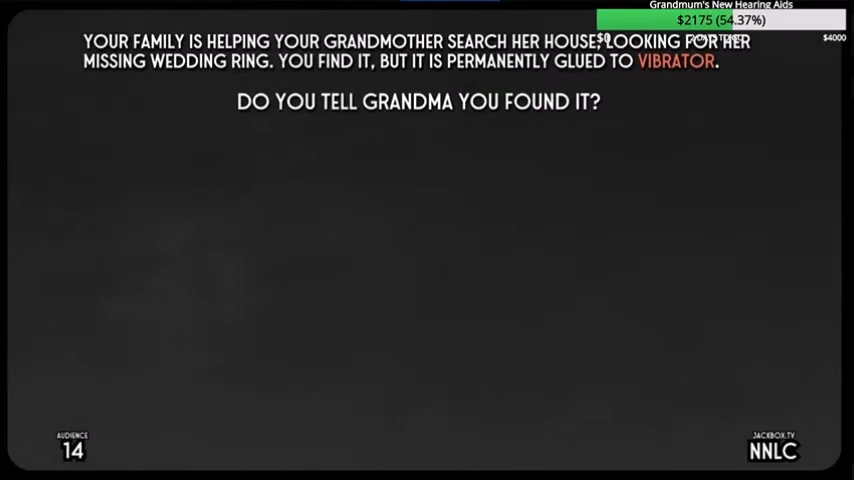 Grandmum's New Hearing Aids
$2175 (54.37%)
$0
$4000
YOUR FAMILY IS HELPING YOUR GRANDMOTHER SEARCH HER HOUSE, LOOKING FOR HER
MISSING WEDDING RING. YOU FIND IT, BUT IT IS PERMANENTLY GLUED TO VIBRATOR.
DO YOU TELL GRANDMA YOU FOUND IT?
AUDIENCE
14
JACKBOX.TV
NNLC